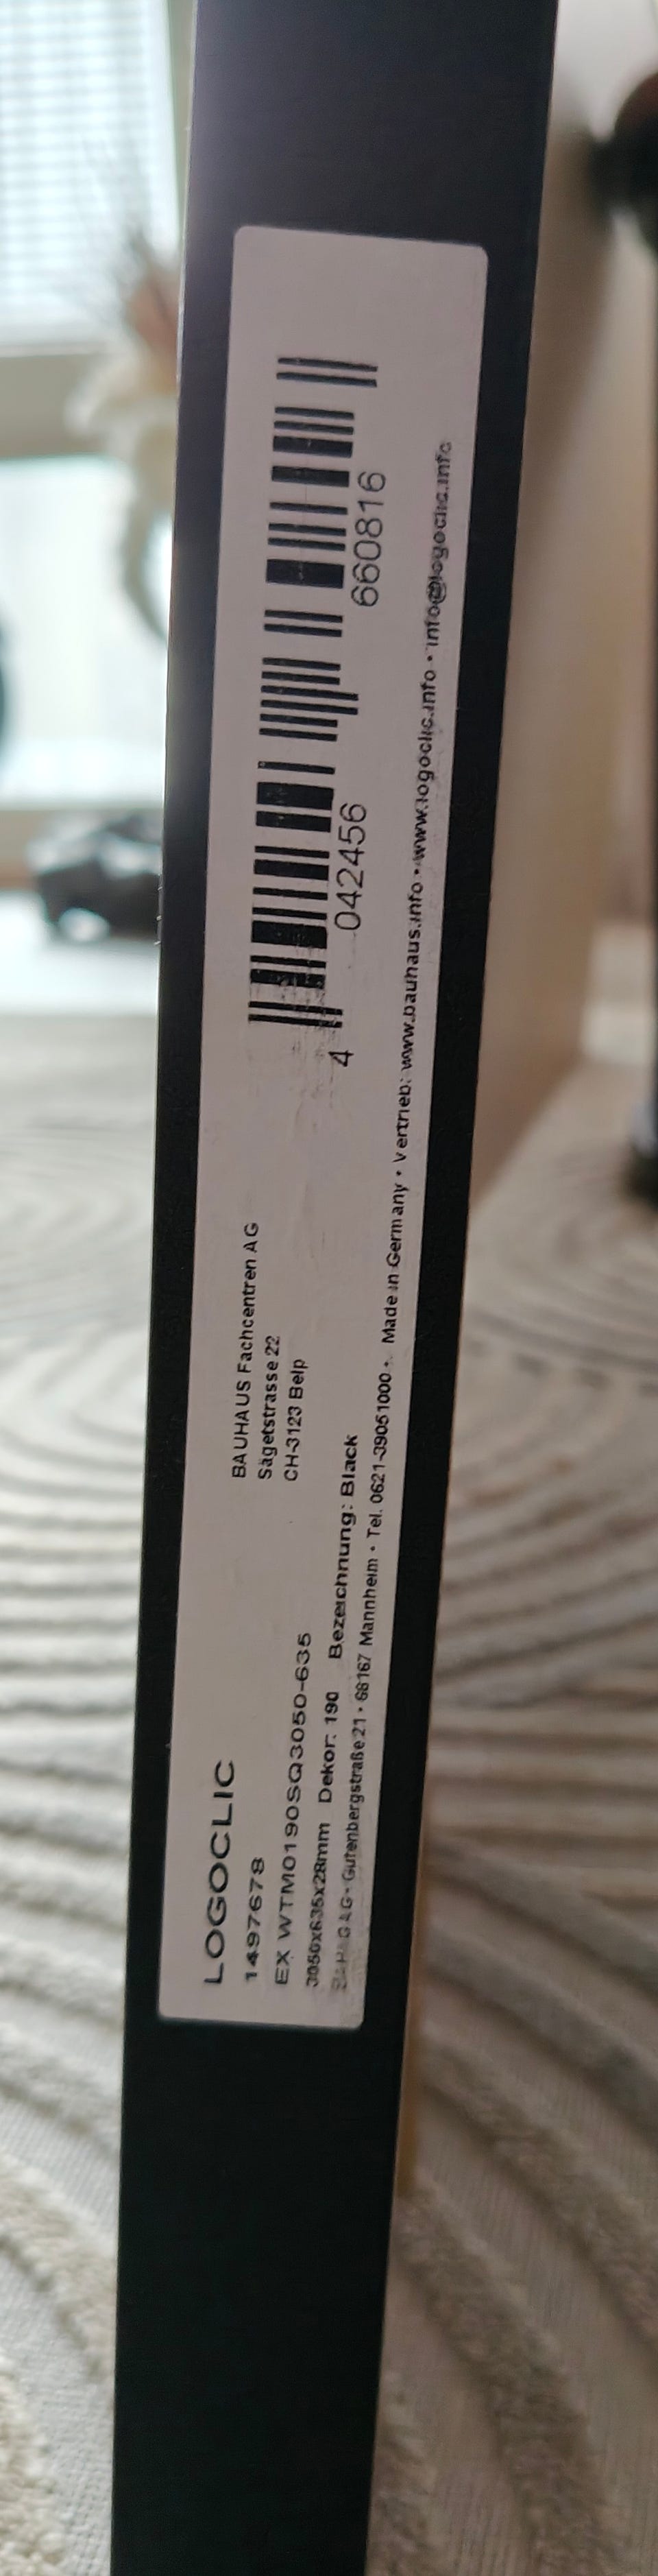 LOGOCLIC
1497678
EX WTM0190SQ3050-635
3050x635x28mm Dekor: 190 Bezeichnung: Black
BAHAG AG · Gutenbergstraße 21 · 68167 Mannheim · Tel. 0621-39051000 · Made in Germany · Vertrieb: www.bauhaus.info · www.logoclic.info · info@logoclic.info
BAUHAUS Fachcentren AG
Sägetstrasse 22
CH-3123 Belp
4 042456 660816